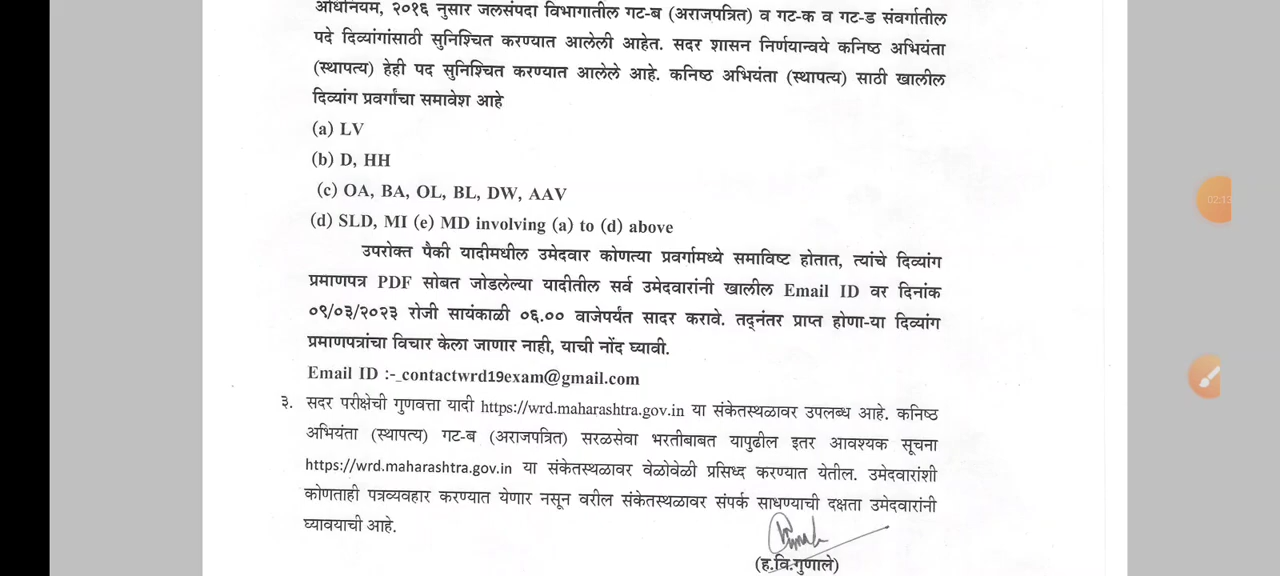 अधिनियम, २०१६ नुसार जलसंपदा विभागातील गट-ब (अराजपत्रित) व गट-क व गट-ड संवर्गातील
पदे दिव्यांगांसाठी सुनिश्चित करण्यात आलेली आहेत. सदर शासन निर्णयान्वये कनिष्ठ अभियंता
(स्थापत्य) हेही पद सुनिश्चित करण्यात आलेले आहे. कनिष्ठ अभियंता (स्थापत्य) साठी खालील
दिव्यांग प्रवर्गांचा समावेश आहे
(a) LV
(b) D, HH
(c) OA, BA, OL, BL, DW, AAV
(d) SLD, MI (e) MD involving (a) to (d) above
उपरोक्त पैकी यादीमधील उमेदवार कोणत्या प्रवर्गामध्ये समाविष्ट होतात, त्यांचे दिव्यांग
प्रमाणपत्र PDF सोबत जोडलेल्या यादीतील सर्व उमेदवारांनी खालील Email ID वर दिनांक
०९/०३/२०२३ रोजी सायंकाळी ०६.०० वाजेपर्यंत सादर करावे. तद्नंतर प्राप्त होणा-या दिव्यांग
प्रमाणपत्रांचा विचार केला जाणार नाही, याची नोंद घ्यावी.
Email ID :- contactwrd19exam@gmail.com
३. सदर परीक्षेची गुणवत्ता यादी https://wrd.maharashtra.gov.in या संकेतस्थळावर उपलब्ध आहे. कनिष्ठ
अभियंता (स्थापत्य) गट-ब (अराजपत्रित) सरळसेवा भरतीबाबत यापुढील इतर आवश्यक सूचना
https://wrd.maharashtra.gov.in या संकेतस्थळावर वेळोवेळी प्रसिध्द करण्यात येतील. उमेदवारांशी
कोणताही पत्रव्यवहार करण्यात येणार नसून वरील संकेतस्थळावर संपर्क साधण्याची दक्षता उमेदवारांनी
घ्यावयाची आहे.
(ह.वि.गुणाले)
02:13